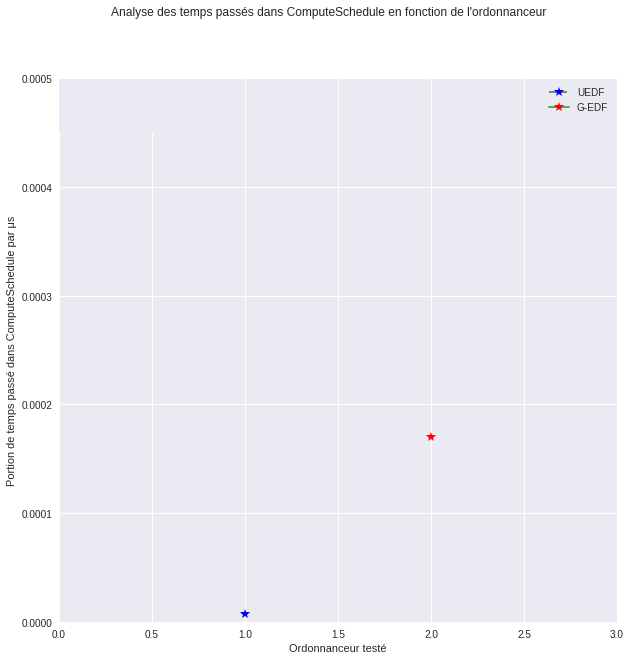 Analyse des temps passés dans ComputeSchedule en fonction de l'ordonnanceur
UEDF
G-EDF
Portion de temps passé dans ComputeSchedule par µs
0.0005
0.0004
0.0003
0.0002
0.0001
0.0000
0.0 0.5 1.0 1.5 2.0 2.5 3.0
Ordonnanceur testé